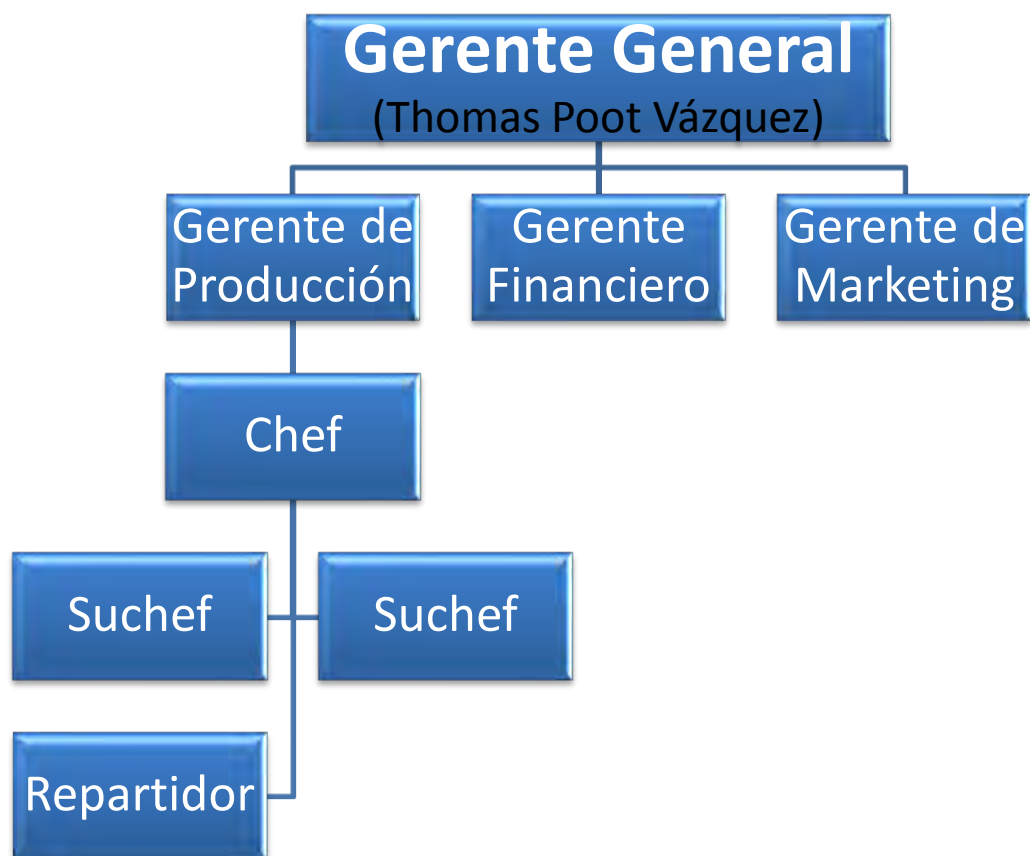 Gerente General
(Thomas Poot Vázquez)
Gerente de
Producción
Gerente
Financiero
Gerente de
Marketing
Chef
Suchef
Suchef
Repartidor